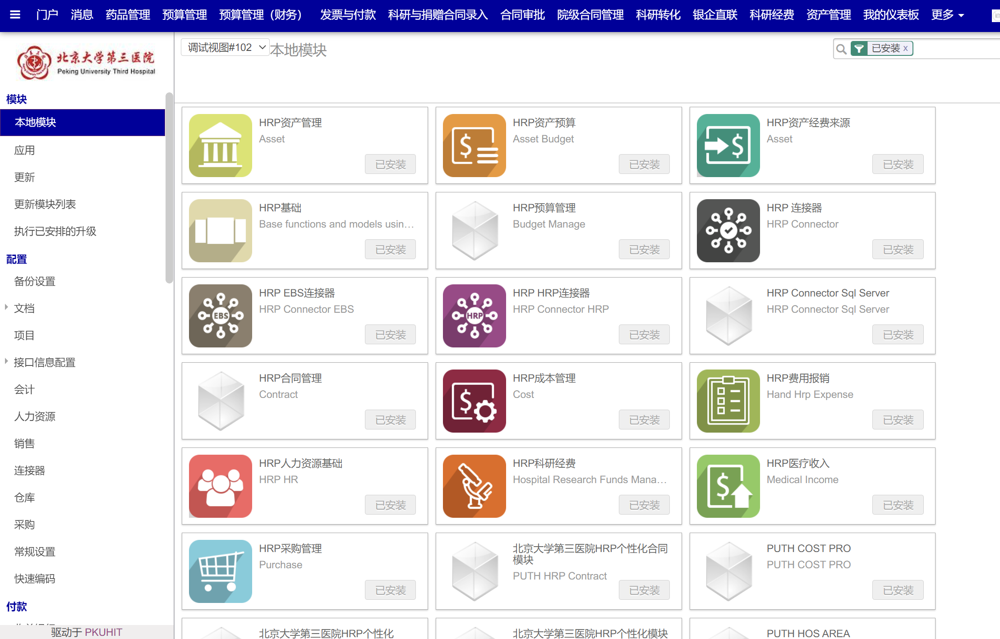 门户 消息 药品管理 预算管理 预算管理（财务） 发票与付款 科研与捐赠合同录入 合同审批 院级合同管理 科研转化 银企直联 科研经费 资产管理 我的仪表板 更多
北京大学第三医院
Peking University Third Hospital
调试视图#102 本地模块
已安装 x
模块
本地模块
应用
更新
更新模块列表
执行已安排的升级
配置
备份设置
文档
项目
接口信息配置
会计
人力资源
销售
连接器
仓库
采购
常规设置
快速编码
付款
驱动于 PKUHIT
HRP资产管理
Asset
已安装
HRP资产预算
Asset Budget
已安装
HRP资产经费来源
Asset
已安装
HRP基础
Base functions and models usin…
已安装
HRP预算管理
Budget Manage
已安装
HRP 连接器
HRP Connector
已安装
EBS
HRP EBS连接器
HRP Connector EBS
已安装
HRP
HRP HRP连接器
HRP Connector HRP
已安装
HRP Connector Sql Server
HRP Connector Sql Server
已安装
HRP合同管理
Contract
已安装
HRP成本管理
Cost
已安装
HRP费用报销
Hand Hrp Expense
已安装
HRP人力资源基础
HRP HR
已安装
HRP科研经费
Hospital Research Funds Mana…
已安装
HRP医疗收入
Medical Income
已安装
HRP采购管理
Purchase
已安装
北京大学第三医院HRP个性化合同
模块
PUTH HRP Contract
已安装
PUTH COST PRO
PUTH COST PRO
已安装
北京大学第三医院HRP个性化
北京大学第三医院HRP个性化模块
PUTH HOS AREA